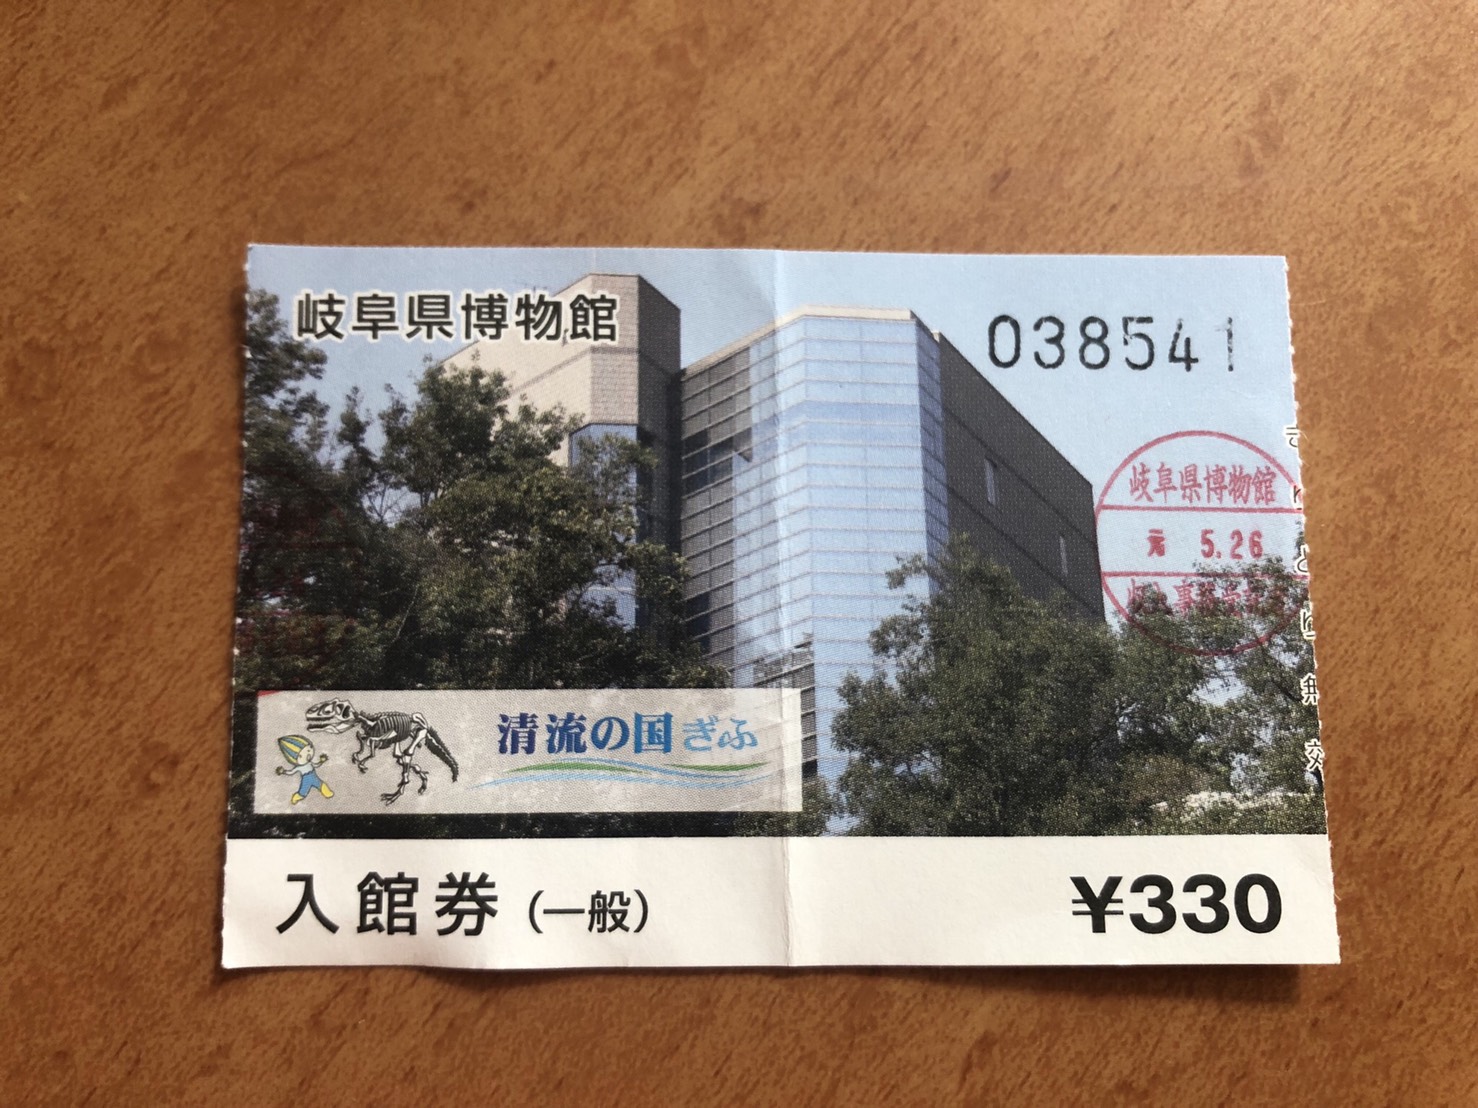 岐阜県博物館
038541
岐阜県博物館
元 5.26
清流の国ぎふ
入館券（一般）
¥330